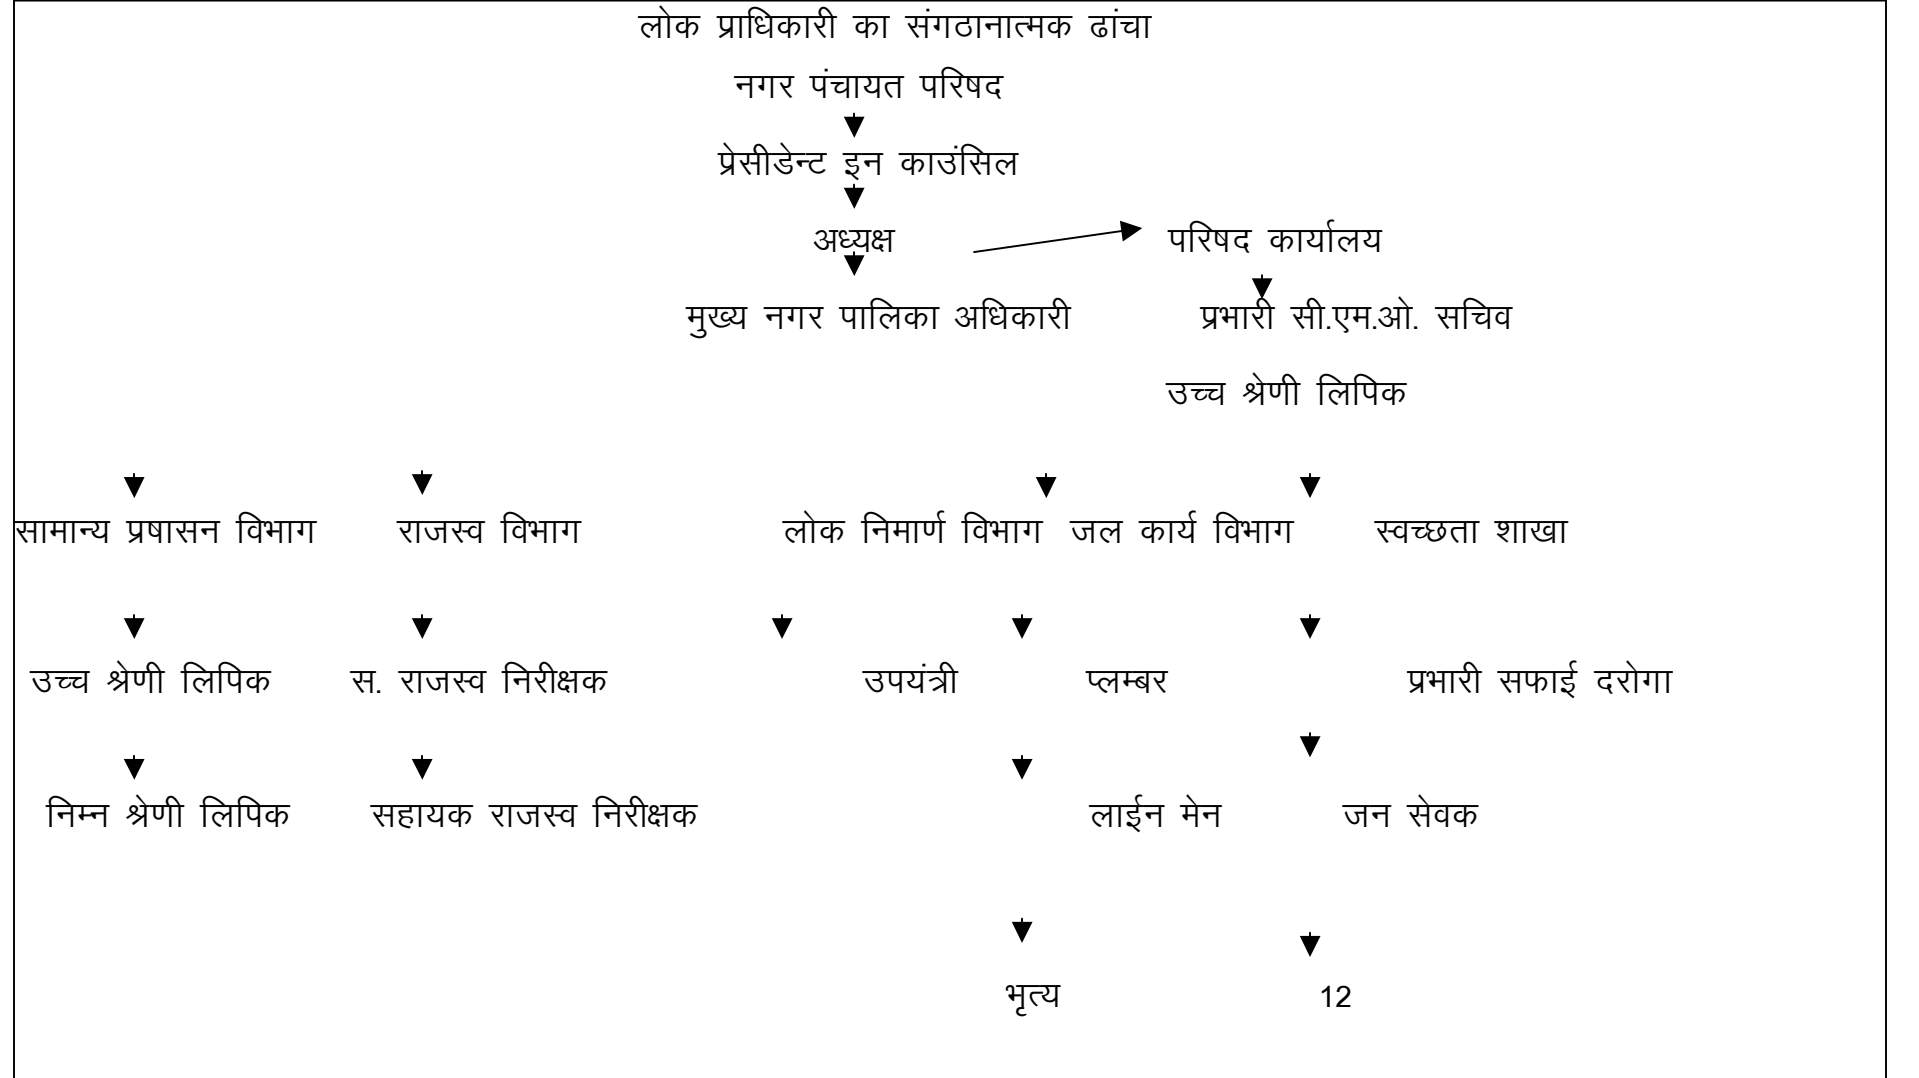 लोक प्राधिकारी का संगठानात्मक ढांचा
नगर पंचायत परिषद
प्रेसीडेन्ट इन काउंसिल
अध्यक्ष परिषद कार्यालय
मुख्य नगर पालिका अधिकारी प्रभारी सी.एम.ओ. सचिव
उच्च श्रेणी लिपिक
सामान्य प्रषासन विभाग राजस्व विभाग लोक निमार्ण विभाग जल कार्य विभाग स्वच्छता शाखा
उच्च श्रेणी लिपिक स. राजस्व निरीक्षक उपयंत्री प्लम्बर प्रभारी सफाई दरोगा
निम्न श्रेणी लिपिक सहायक राजस्व निरीक्षक लाईन मेन जन सेवक
भृत्य 12